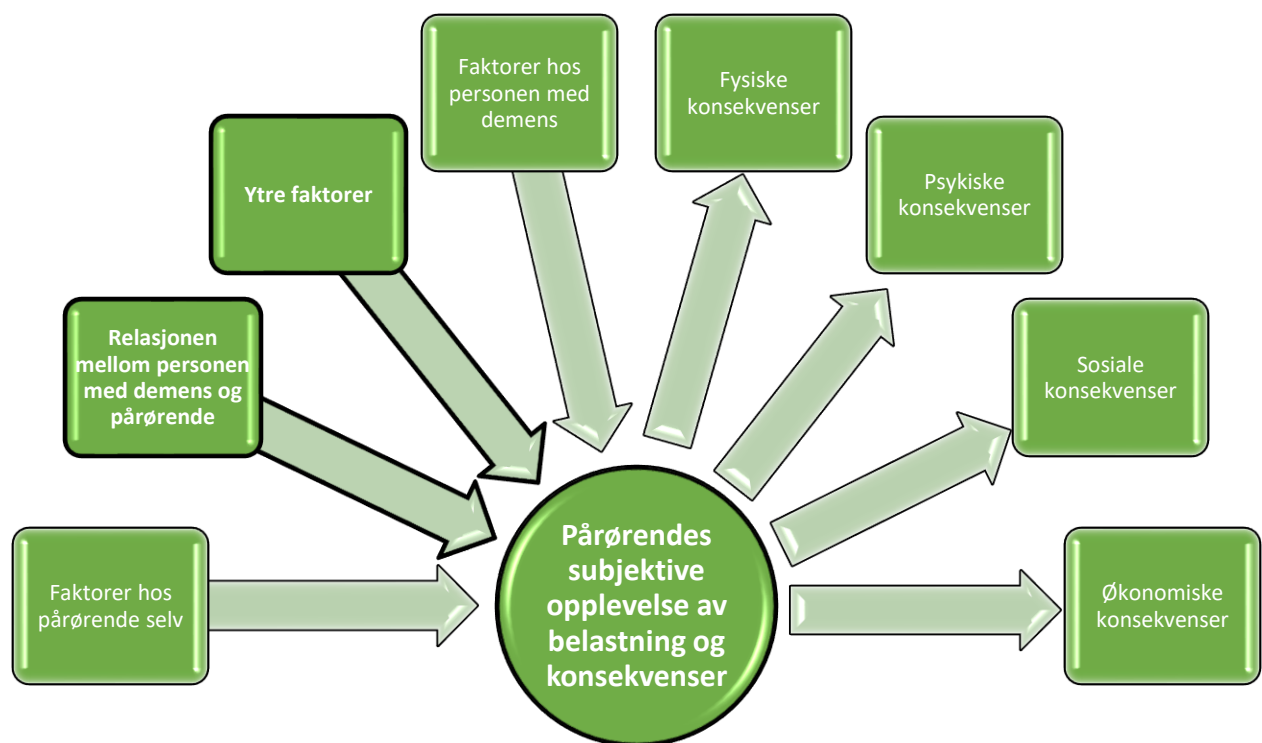 Faktorer hos
pårørende selv
Relasjonen
mellom personen
med demens og
pårørende
Ytre faktorer
Faktorer hos
personen med
demens
Fysiske
konsekvenser
Psykiske
konsekvenser
Sosiale
konsekvenser
Økonomiske
konsekvenser
Pårørendes
subjektive
opplevelse av
belastning og
konsekvenser